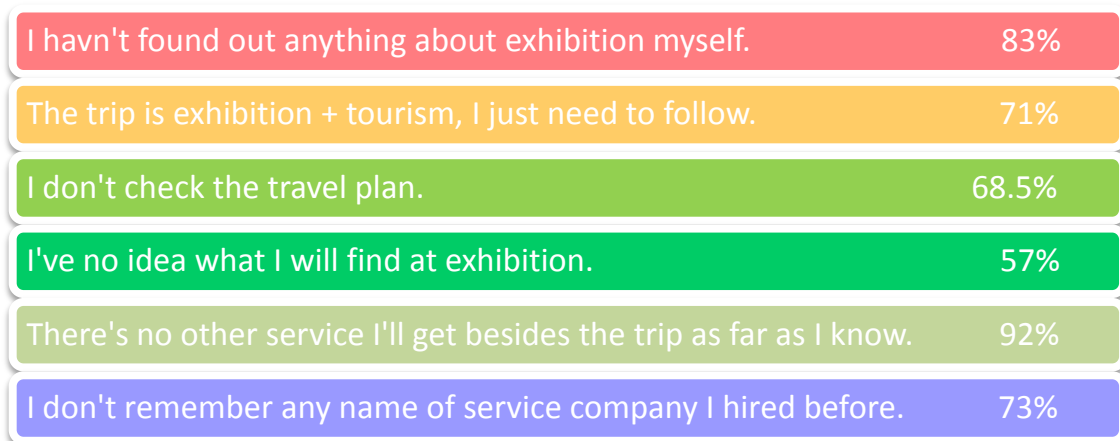 I havn't found out anything about exhibition myself. 83%
The trip is exhibition + tourism, I just need to follow. 71%
I don't check the travel plan. 68.5%
I've no idea what I will find at exhibition. 57%
There's no other service I'll get besides the trip as far as I know. 92%
I don't remember any name of service company I hired before. 73%